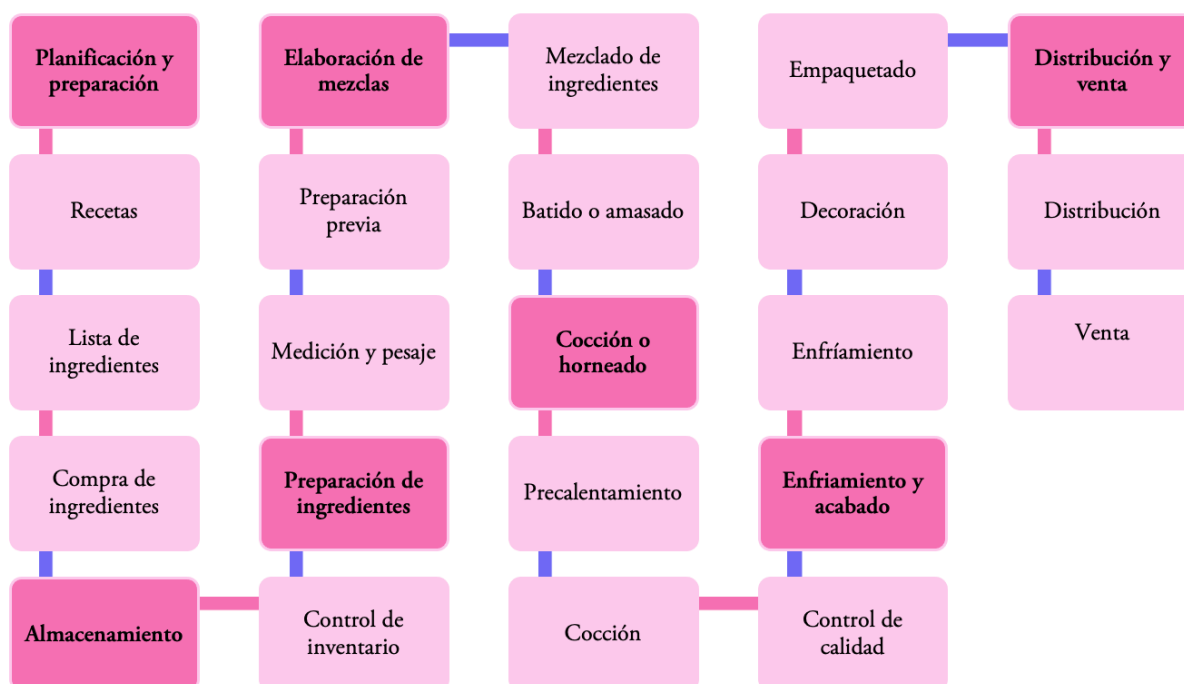 Planificación y
preparación
Recetas
Lista de
ingredientes
Compra de
ingredientes
Almacenamiento
Control de
inventario
Preparación de
ingredientes
Medición y pesaje
Preparación
previa
Elaboración de
mezclas
Mezclado de
ingredientes
Batido o amasado
Cocción o
horneado
Precalentamiento
Cocción
Control de
calidad
Enfriamiento y
acabado
Enfríamiento
Decoración
Empaquetado
Distribución y
venta
Distribución
Venta